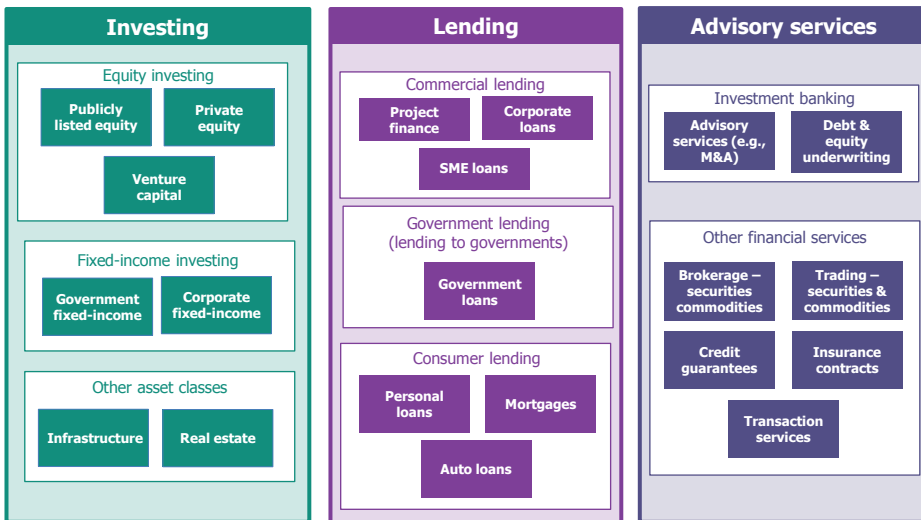 Investing
Equity investing
Publicly
listed equity
Private
equity
Venture
capital
Fixed-income investing
Government
fixed-income
Corporate
fixed-income
Other asset classes
Infrastructure
Real estate
Lending
Commercial lending
Project
finance
Corporate
loans
SME loans
Government lending
(lending to governments)
Government
loans
Consumer lending
Personal
loans
Mortgages
Auto loans
Advisory services
Investment banking
Advisory
services (e.g.,
M&A)
Debt &
equity
underwriting
Other financial services
Brokerage –
securities
commodities
Trading –
securities &
commodities
Credit
guarantees
Insurance
contracts
Transaction
services